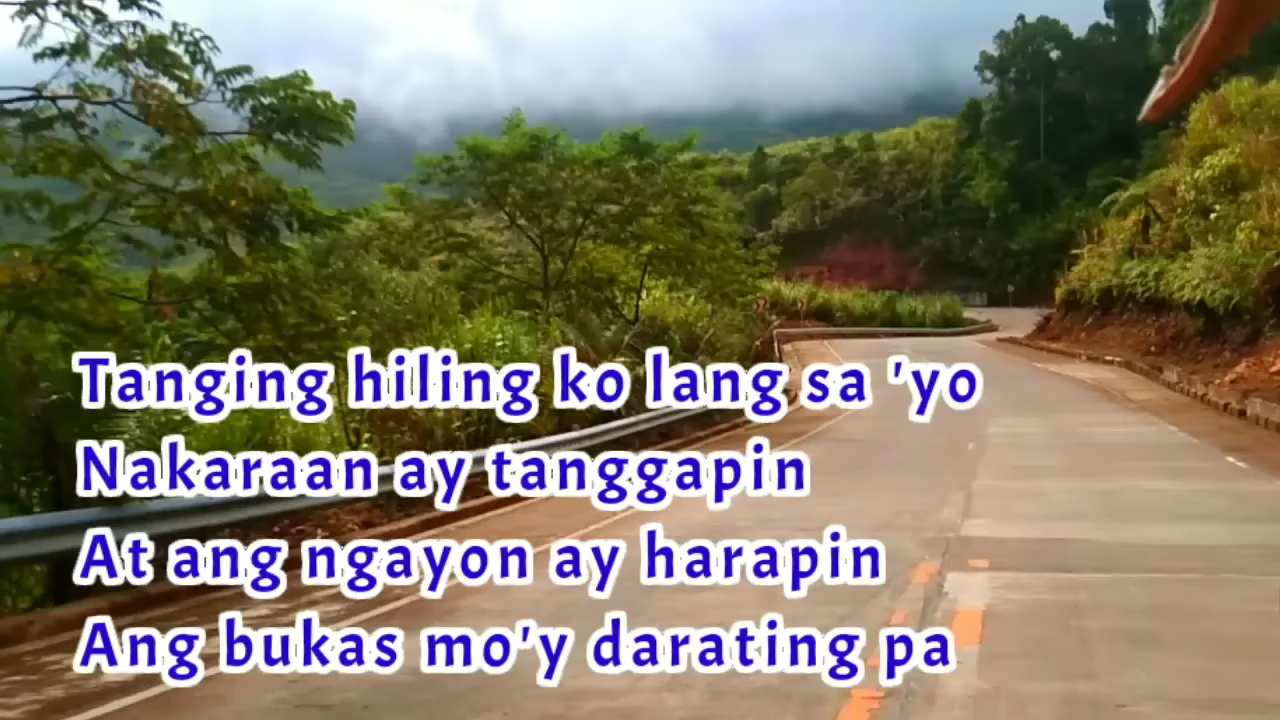 Tanging hiling ko lang sa 'yo
Nakaraan ay tanggapin
At ang ngayon ay harapin
Ang bukas mo'y darating pa